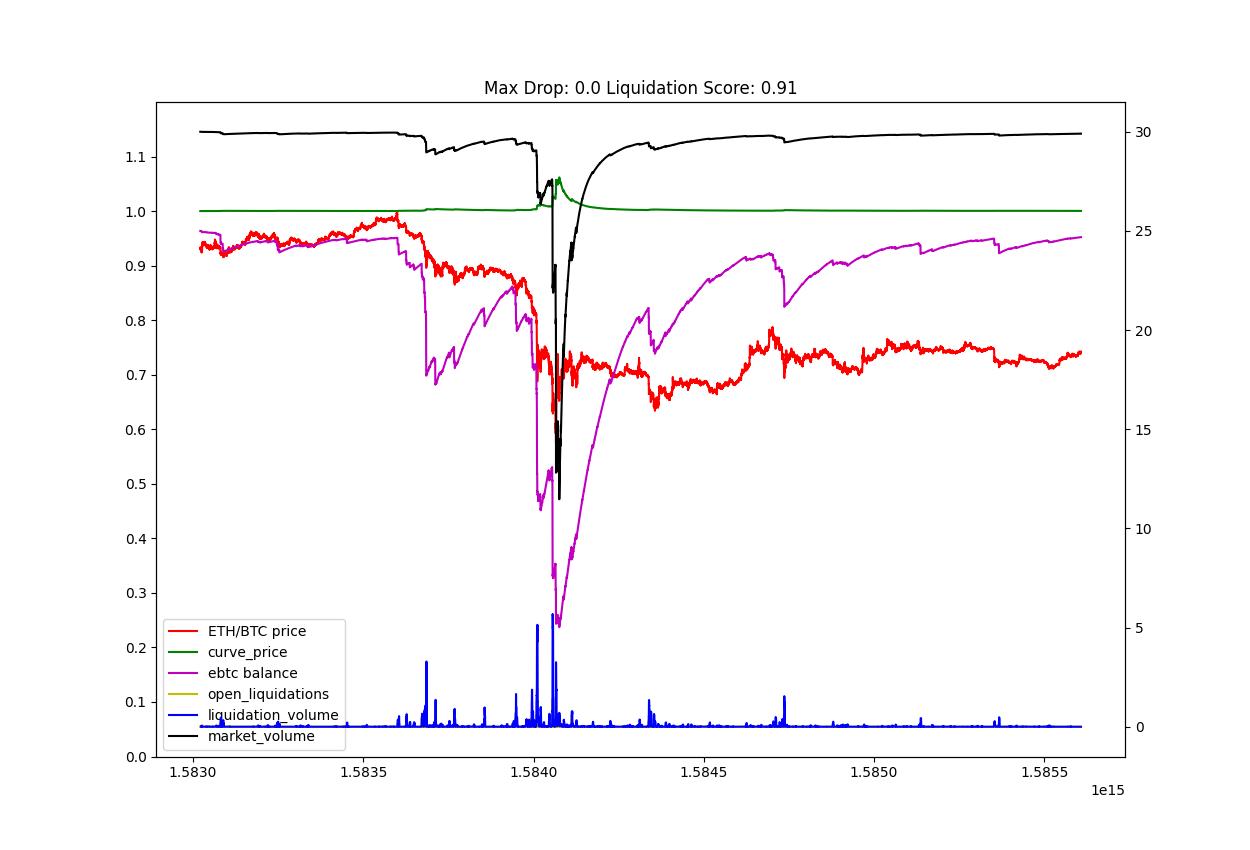 Max Drop: 0.0 Liquidation Score: 0.91
1.1
1.0
0.9
0.8
0.7
0.6
0.5
0.4
0.3
0.2
0.1
0.0
30
25
20
15
10
5
0
ETH/BTC price
curve_price
ebtc balance
open_liquidations
liquidation_volume
market_volume
1.5830 1.5835 1.5840 1.5845 1.5850 1.5855
1e15